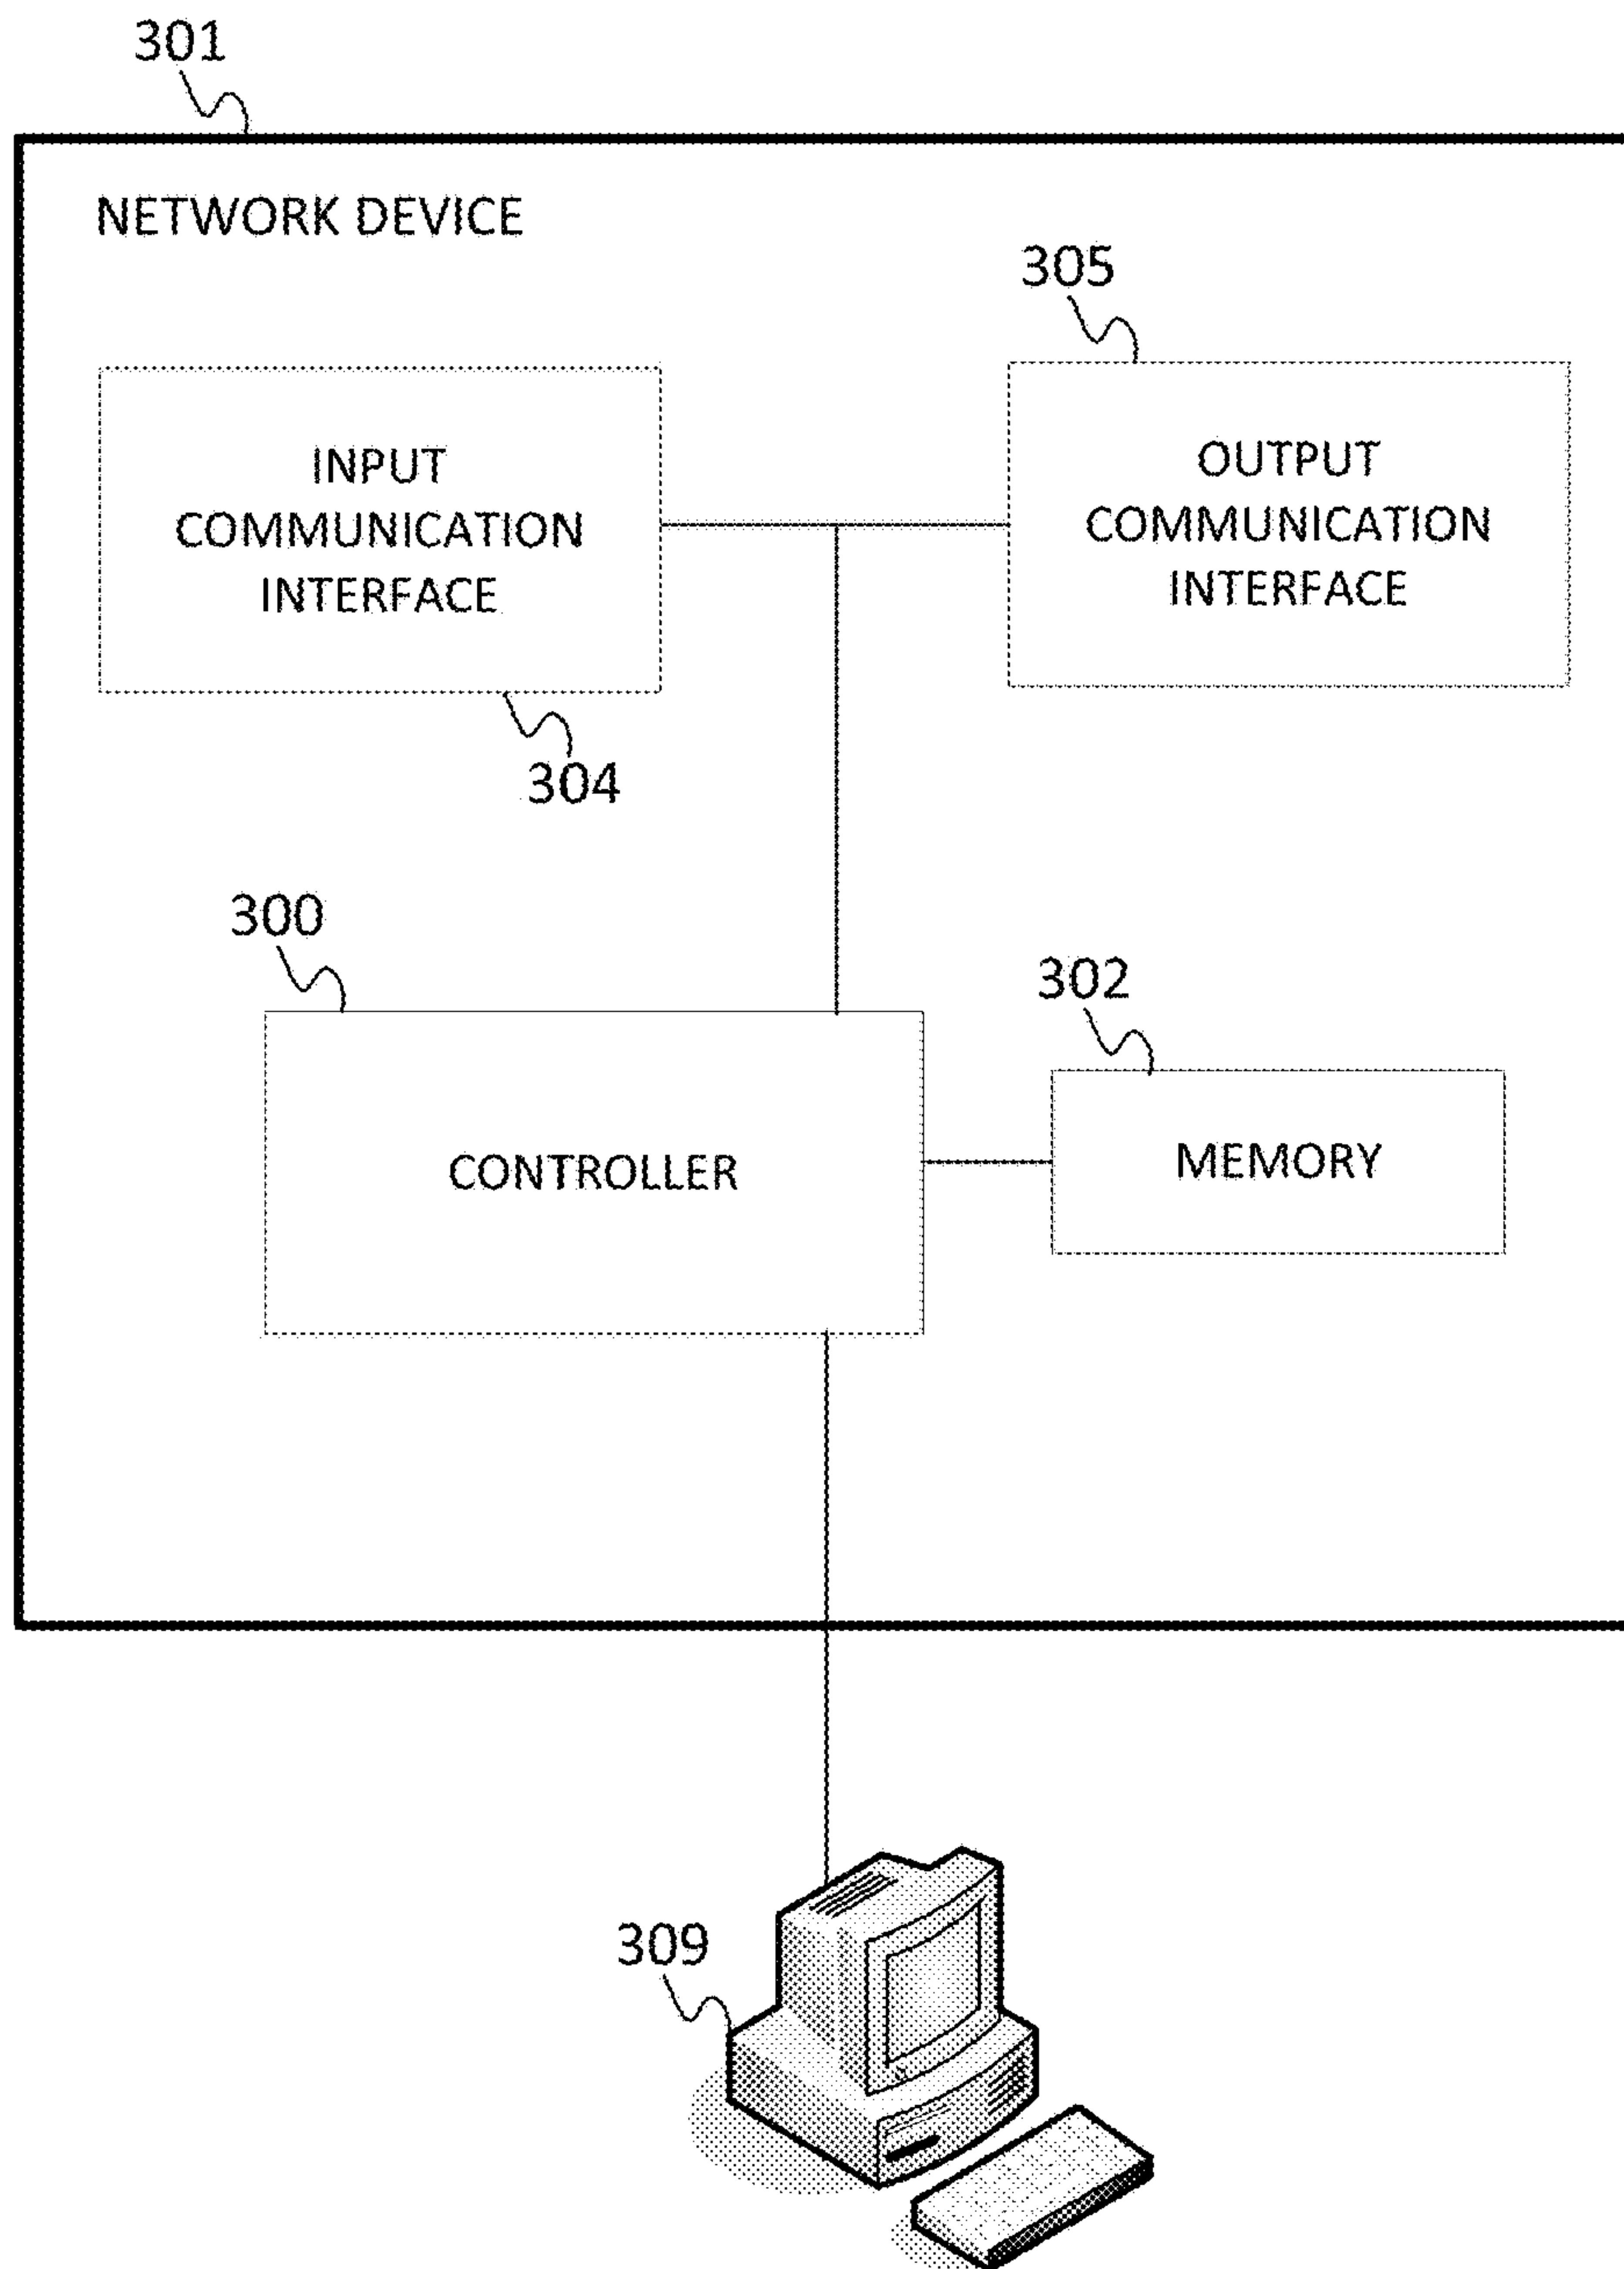 301
NETWORK DEVICE
305
INPUT
COMMUNICATION
INTERFACE
OUTPUT
COMMUNICATION
INTERFACE
304
300
302
CONTROLLER
MEMORY
309